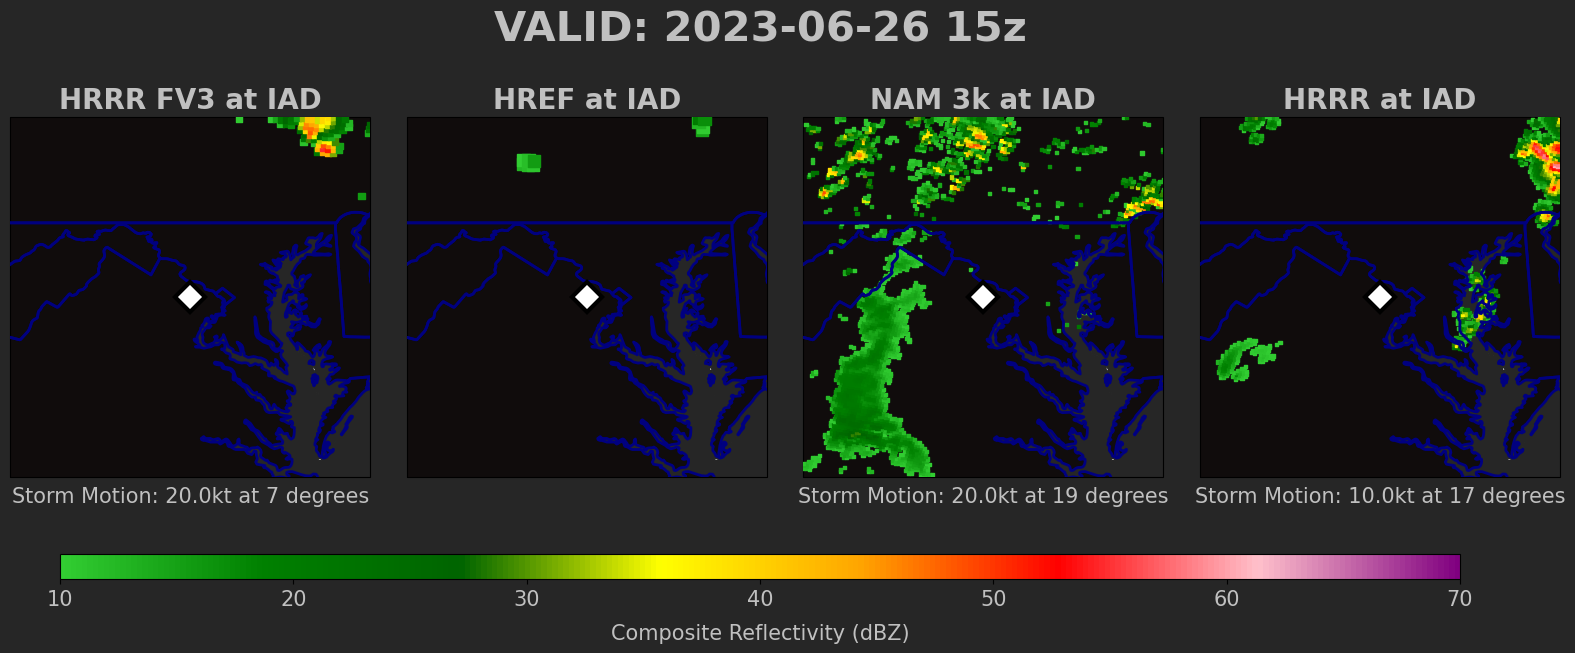 VALID: 2023-06-26 15z
HRRR FV3 at IAD
HREF at IAD
NAM 3k at IAD
HRRR at IAD
Storm Motion: 20.0kt at 7 degrees
Storm Motion: 20.0kt at 19 degrees
Storm Motion: 10.0kt at 17 degrees
10 20 30 40 50 60 70
Composite Reflectivity (dBZ)